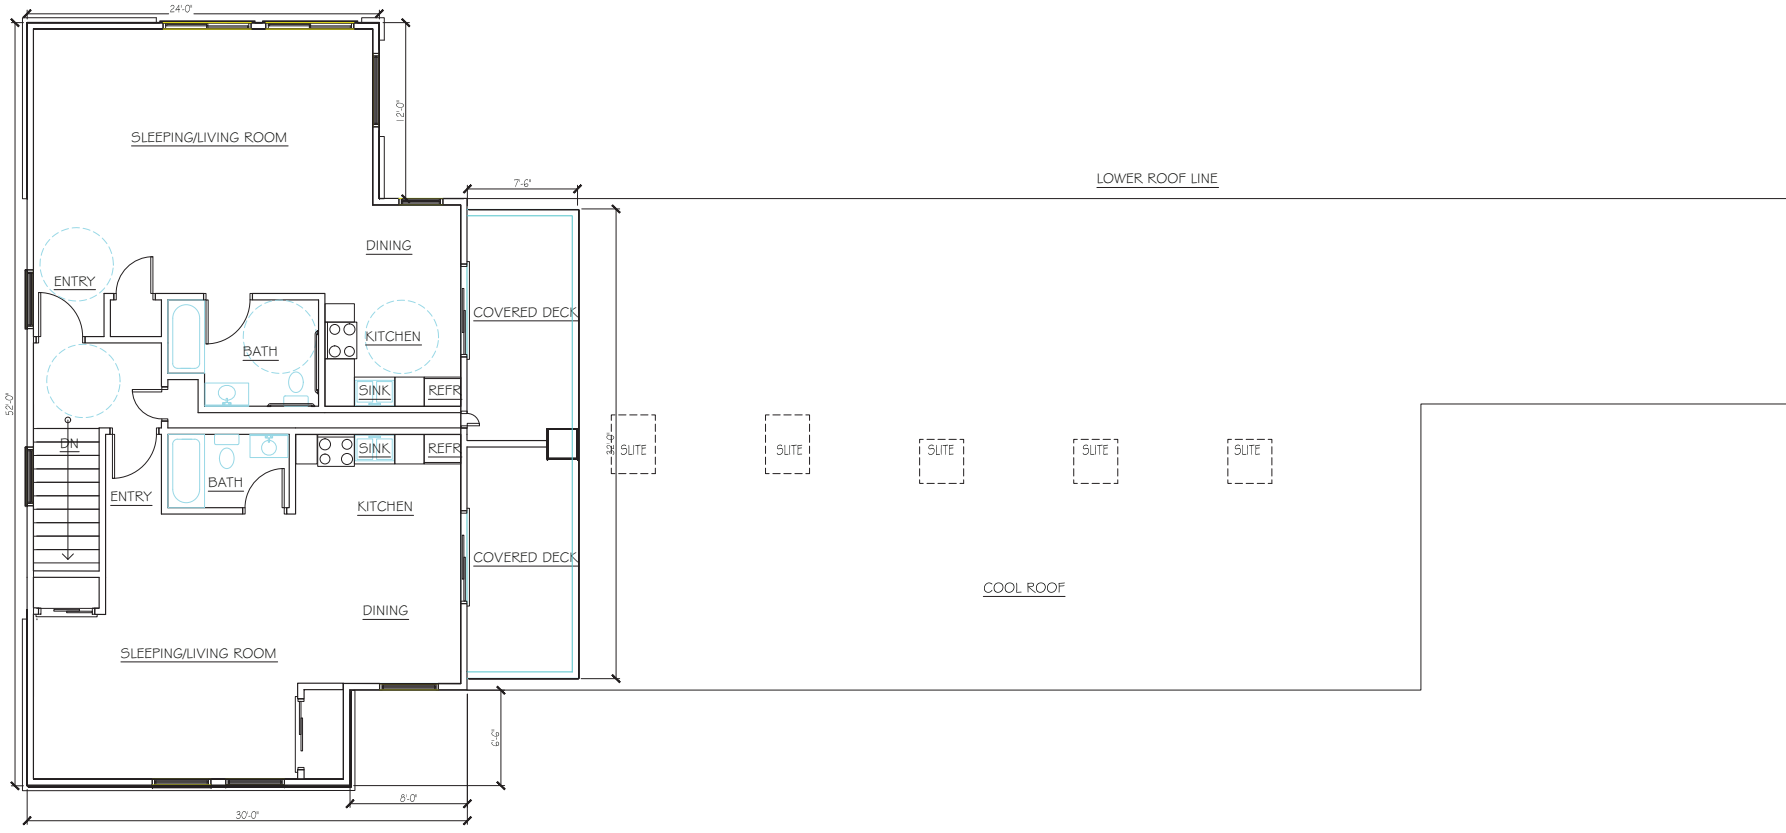 24'-0"
12'-0"
SLEEPING/LIVING ROOM
LOWER ROOF LINE
7'-6"
DINING
ENTRY
COVERED DECK
KITCHEN
BATH
SINK
REFR
52'-0"
DN
SINK
REFR
32'-0"
SLITE
SLITE
SLITE
SLITE
SLITE
BATH
ENTRY
KITCHEN
COVERED DECK
COOL ROOF
DINING
SLEEPING/LIVING ROOM
8'-0"
30'-0"